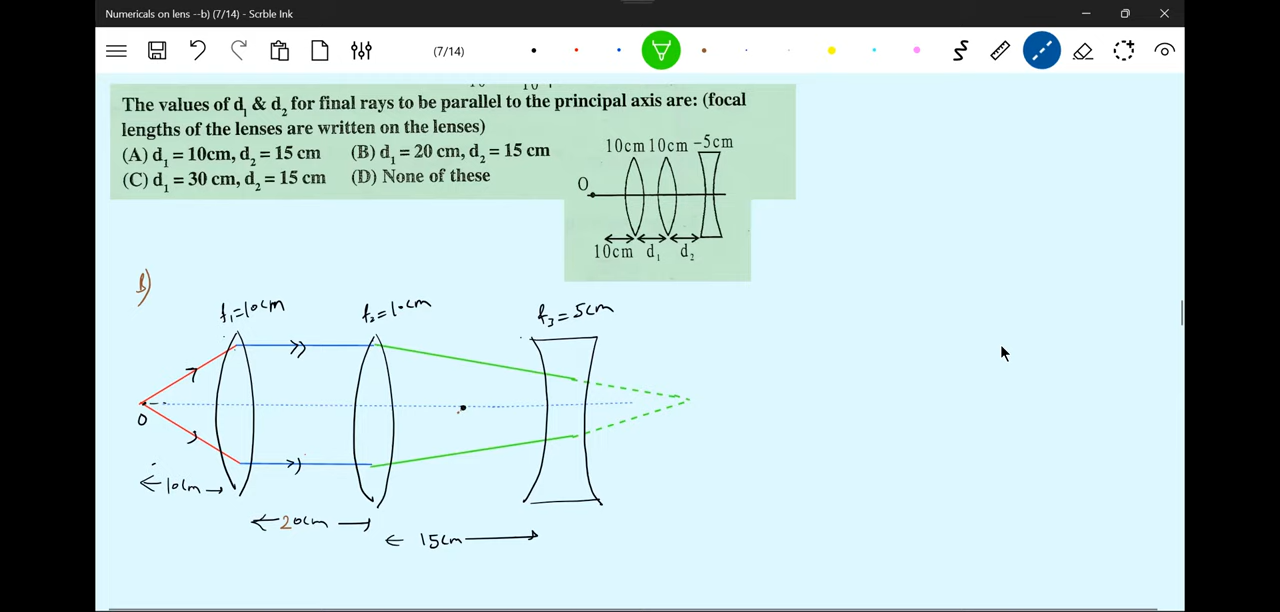 Numericals on lens --b) (7/14) - Scrble Ink
(7/14)
The values of d₁ & d₂ for final rays to be parallel to the principal axis are: (focal
lengths of the lenses are written on the lenses)
(A) d₁ = 10cm, d₂ = 15 cm (B) d₁ = 20 cm, d₂ = 15 cm
(C) d₁ = 30 cm, d₂ = 15 cm (D) None of these
10cm 10cm -5cm
O
10cm d₁ d₂
B)
f₁=10cm f₂=10cm f₃=5cm
O
10cm
20cm
15cm